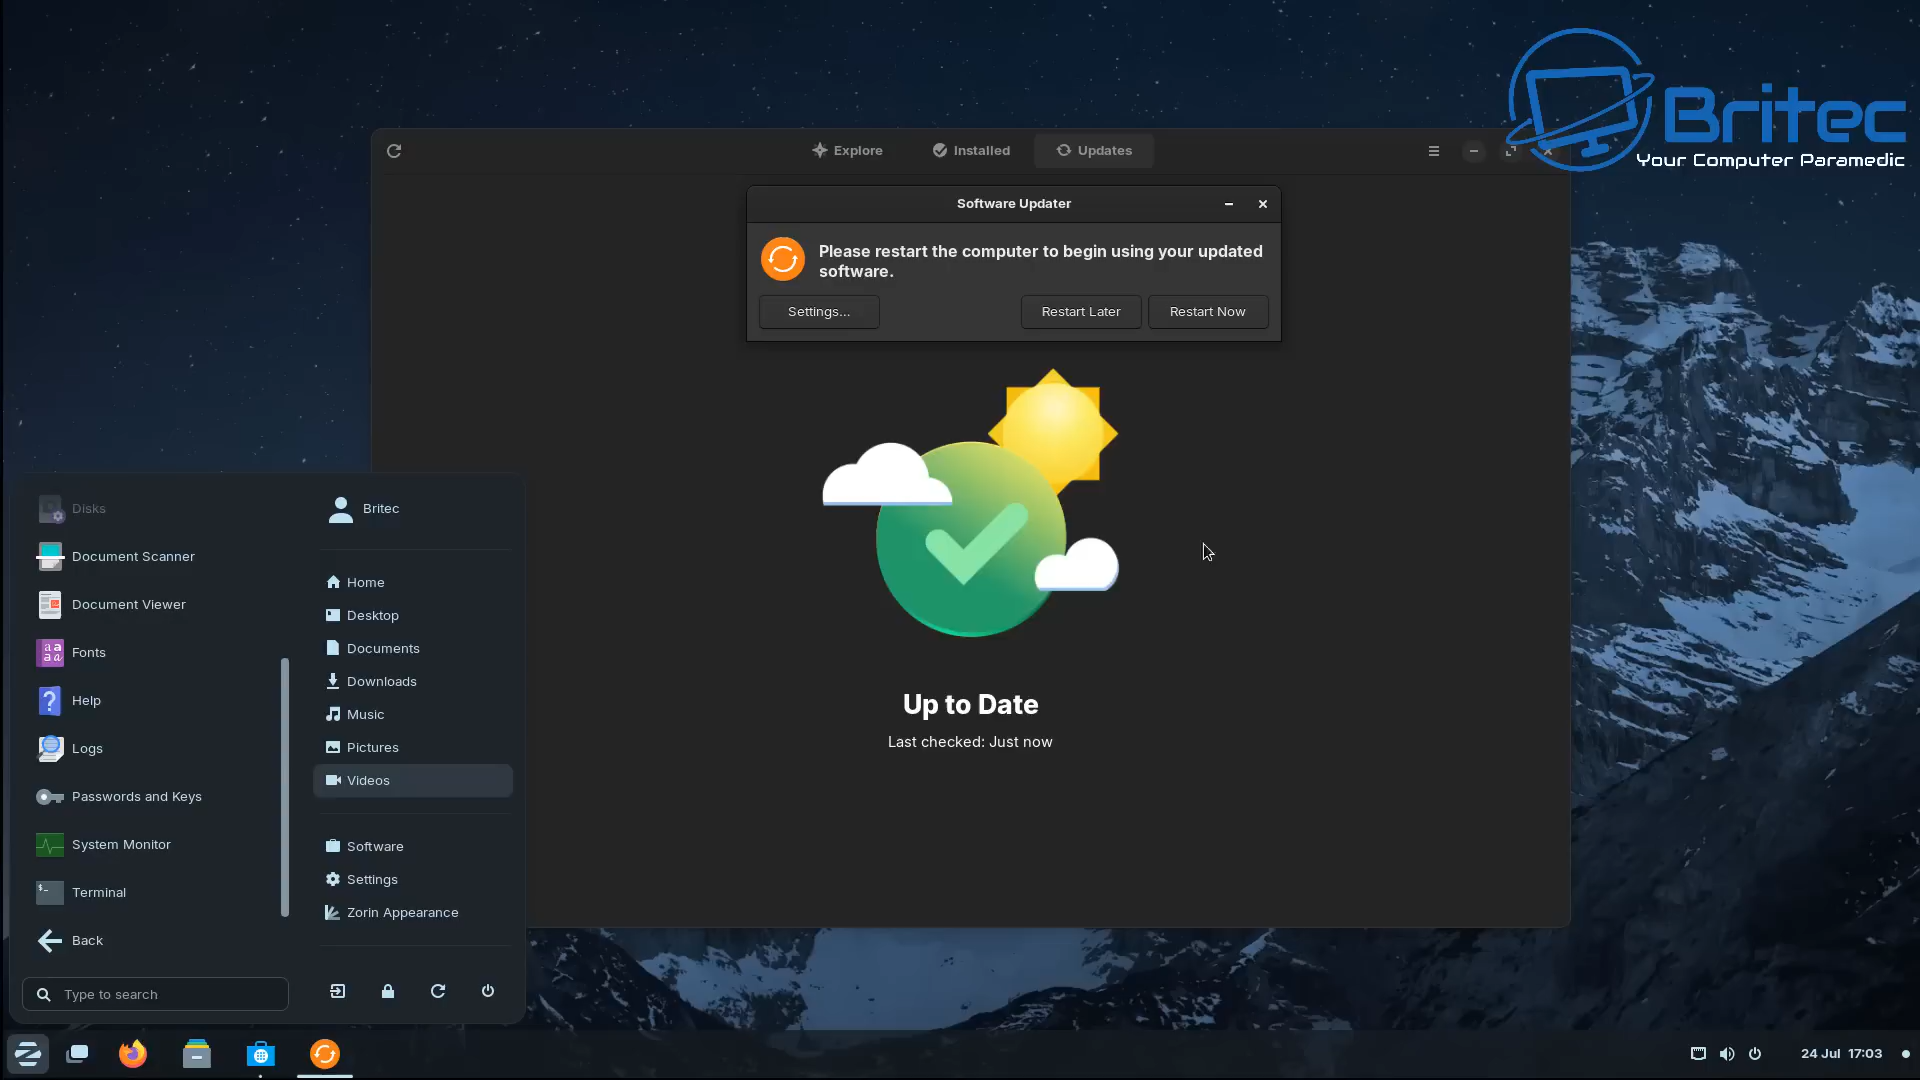 Britec
Your Computer Paramedic
Explore
Installed
Updates
Software Updater
Please restart the computer to begin using your updated
software.
Settings...
Restart Later
Restart Now
Up to Date
Last checked: Just now
Disks
Document Scanner
Document Viewer
Fonts
Help
Logs
Passwords and Keys
System Monitor
Terminal
Back
Type to search
Britec
Home
Desktop
Documents
Downloads
Music
Pictures
Videos
Software
Settings
Zorin Appearance
24 Jul 17:03